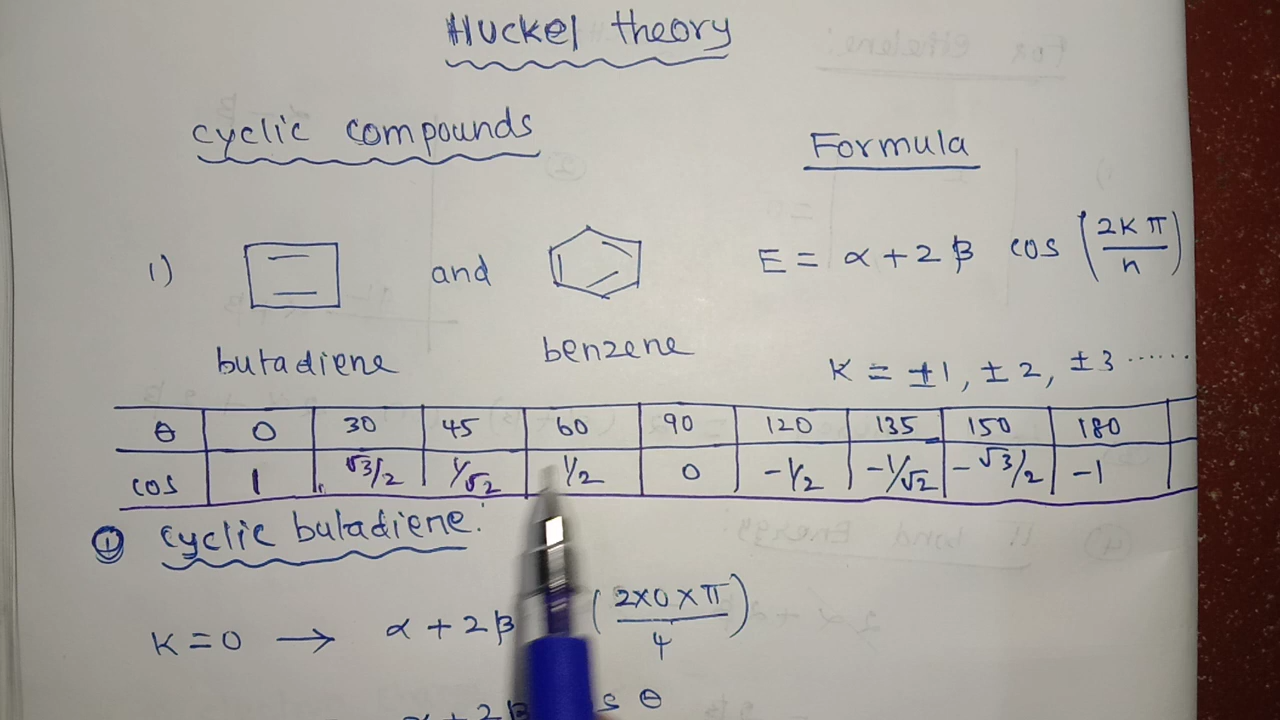 Huckel theory
cyclic compounds
Formula
1) and E = α + 2β cos (2Kπ/n)
butadiene benzene
K = ±1, ±2, ±3 ......
θ 0 30 45 60 90 120 135 150 180
cos 1 √3/2 1/√2 1/2 0 -1/2 -1/√2 -√3/2 -1
① cyclic butadiene:
K = 0 → α + 2β (2×0×π/4)
α + 2β s θ